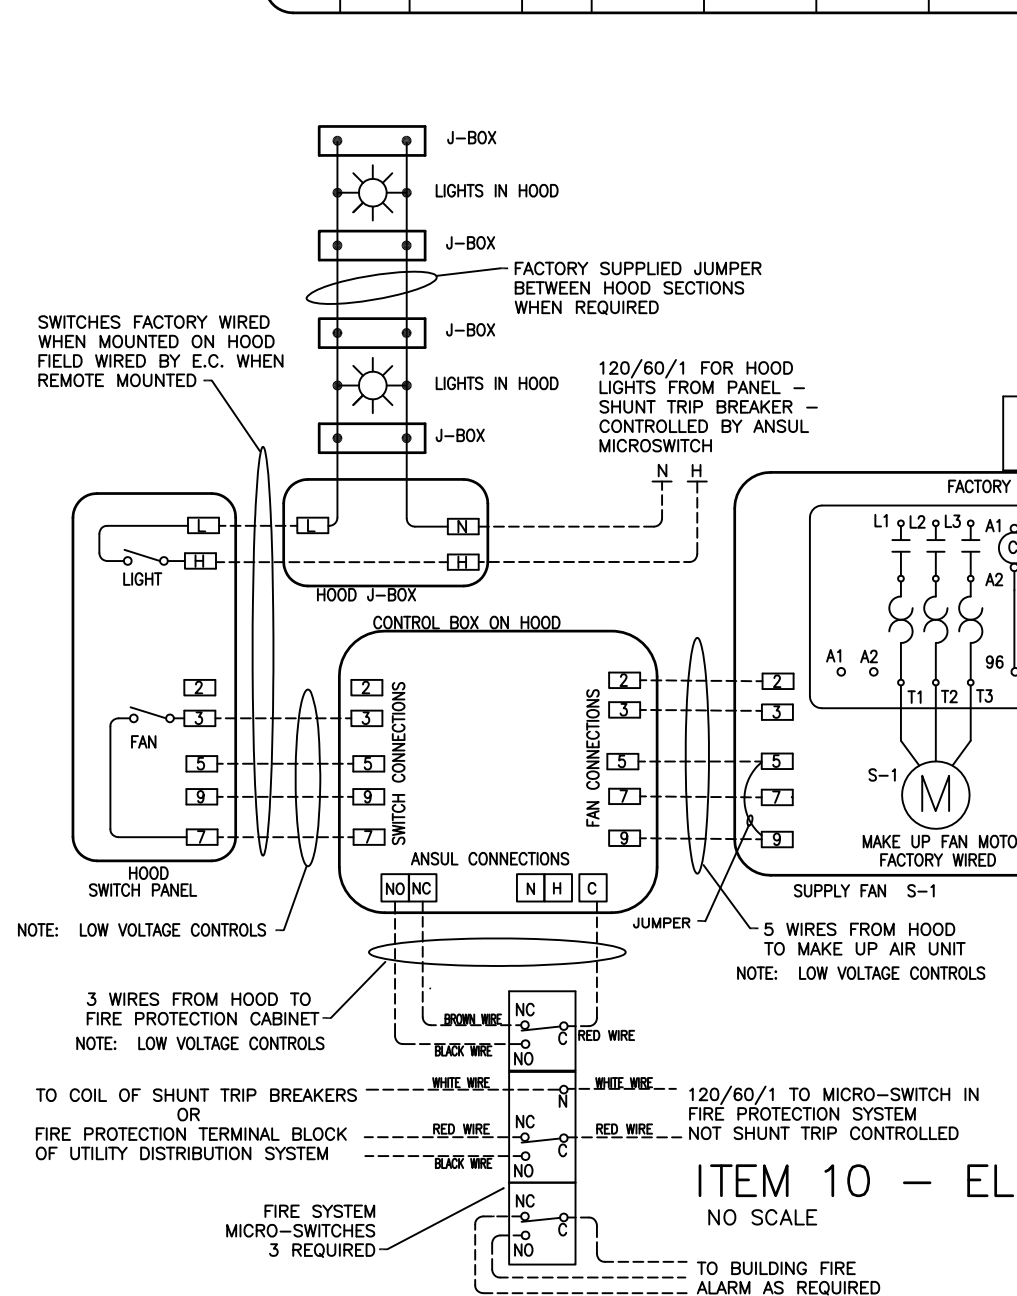 J-BOX
LIGHTS IN HOOD
J-BOX
FACTORY SUPPLIED JUMPER
BETWEEN HOOD SECTIONS
WHEN REQUIRED
SWITCHES FACTORY WIRED
WHEN MOUNTED ON HOOD
FIELD WIRED BY E.C. WHEN
REMOTE MOUNTED
J-BOX
LIGHTS IN HOOD
J-BOX
120/60/1 FOR HOOD
LIGHTS FROM PANEL -
SHUNT TRIP BREAKER -
CONTROLLED BY ANSUL
MICROSWITCH
N H
L
H
LIGHT
2
3
FAN
5
9
7
HOOD
SWITCH PANEL
L
N
H
HOOD J-BOX
CONTROL BOX ON HOOD
2
3
5
9
7
SWITCH CONNECTIONS
FAN CONNECTIONS
2
3
5
7
9
ANSUL CONNECTIONS
NO NC N H C
FACTORY
L1 L2 L3 A1
C
A2
A1 A2
96
T1 T2 T3
2
3
5
7
9
S-1
M
MAKE UP FAN MOTO
FACTORY WIRED
SUPPLY FAN S-1
JUMPER
5 WIRES FROM HOOD
TO MAKE UP AIR UNIT
NOTE: LOW VOLTAGE CONTROLS
NOTE: LOW VOLTAGE CONTROLS
3 WIRES FROM HOOD TO
FIRE PROTECTION CABINET
NOTE: LOW VOLTAGE CONTROLS
BROWN WIRE
BLACK WIRE
NC
C
NO
RED WIRE
TO COIL OF SHUNT TRIP BREAKERS
OR
FIRE PROTECTION TERMINAL BLOCK
OF UTILITY DISTRIBUTION SYSTEM
WHITE WIRE
RED WIRE
BLACK WIRE
N
NC
C
NO
WHITE WIRE
RED WIRE
120/60/1 TO MICRO-SWITCH IN
FIRE PROTECTION SYSTEM
NOT SHUNT TRIP CONTROLLED
ITEM 10 - EL
NO SCALE
FIRE SYSTEM
MICRO-SWITCHES
3 REQUIRED
NC
C
NO
TO BUILDING FIRE
ALARM AS REQUIRED